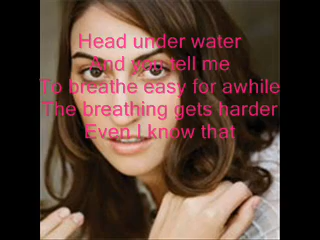 Head under water
And you tell me
To breathe easy for awhile
The breathing gets harder
Even I know that